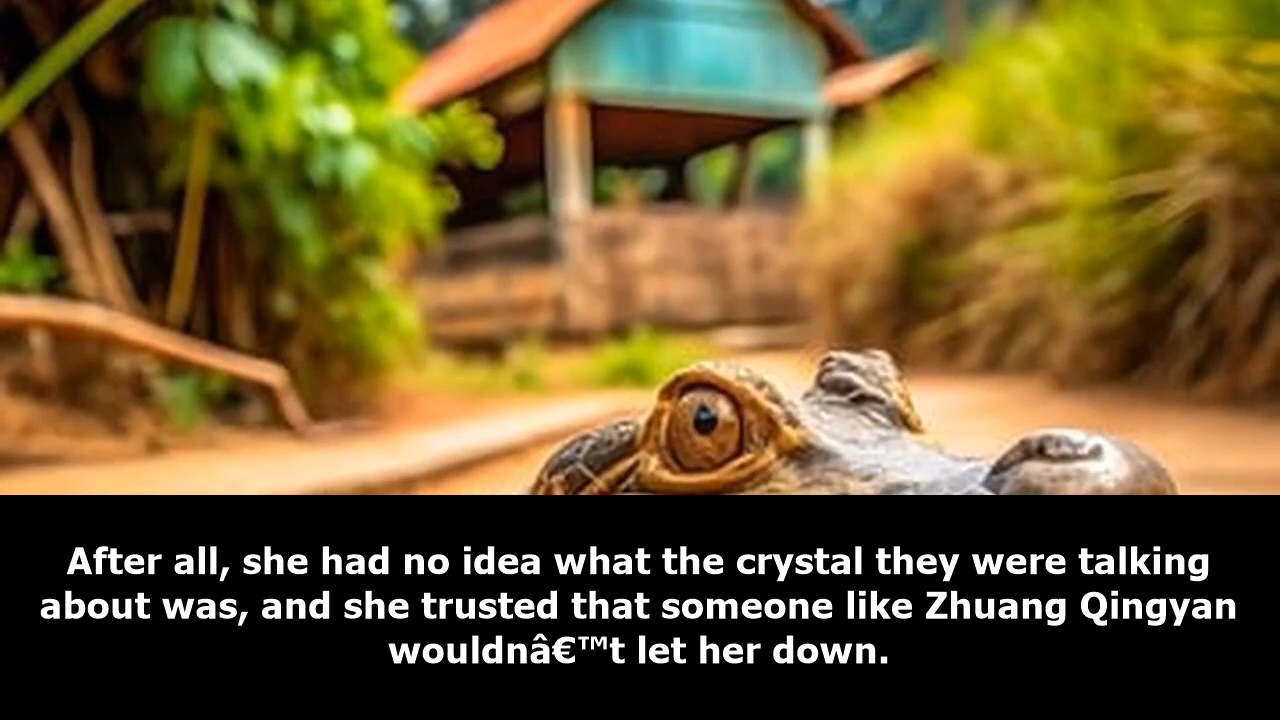 After all, she had no idea what the crystal they were talking
about was, and she trusted that someone like Zhuang Qingyan
wouldnâ€™t let her down.